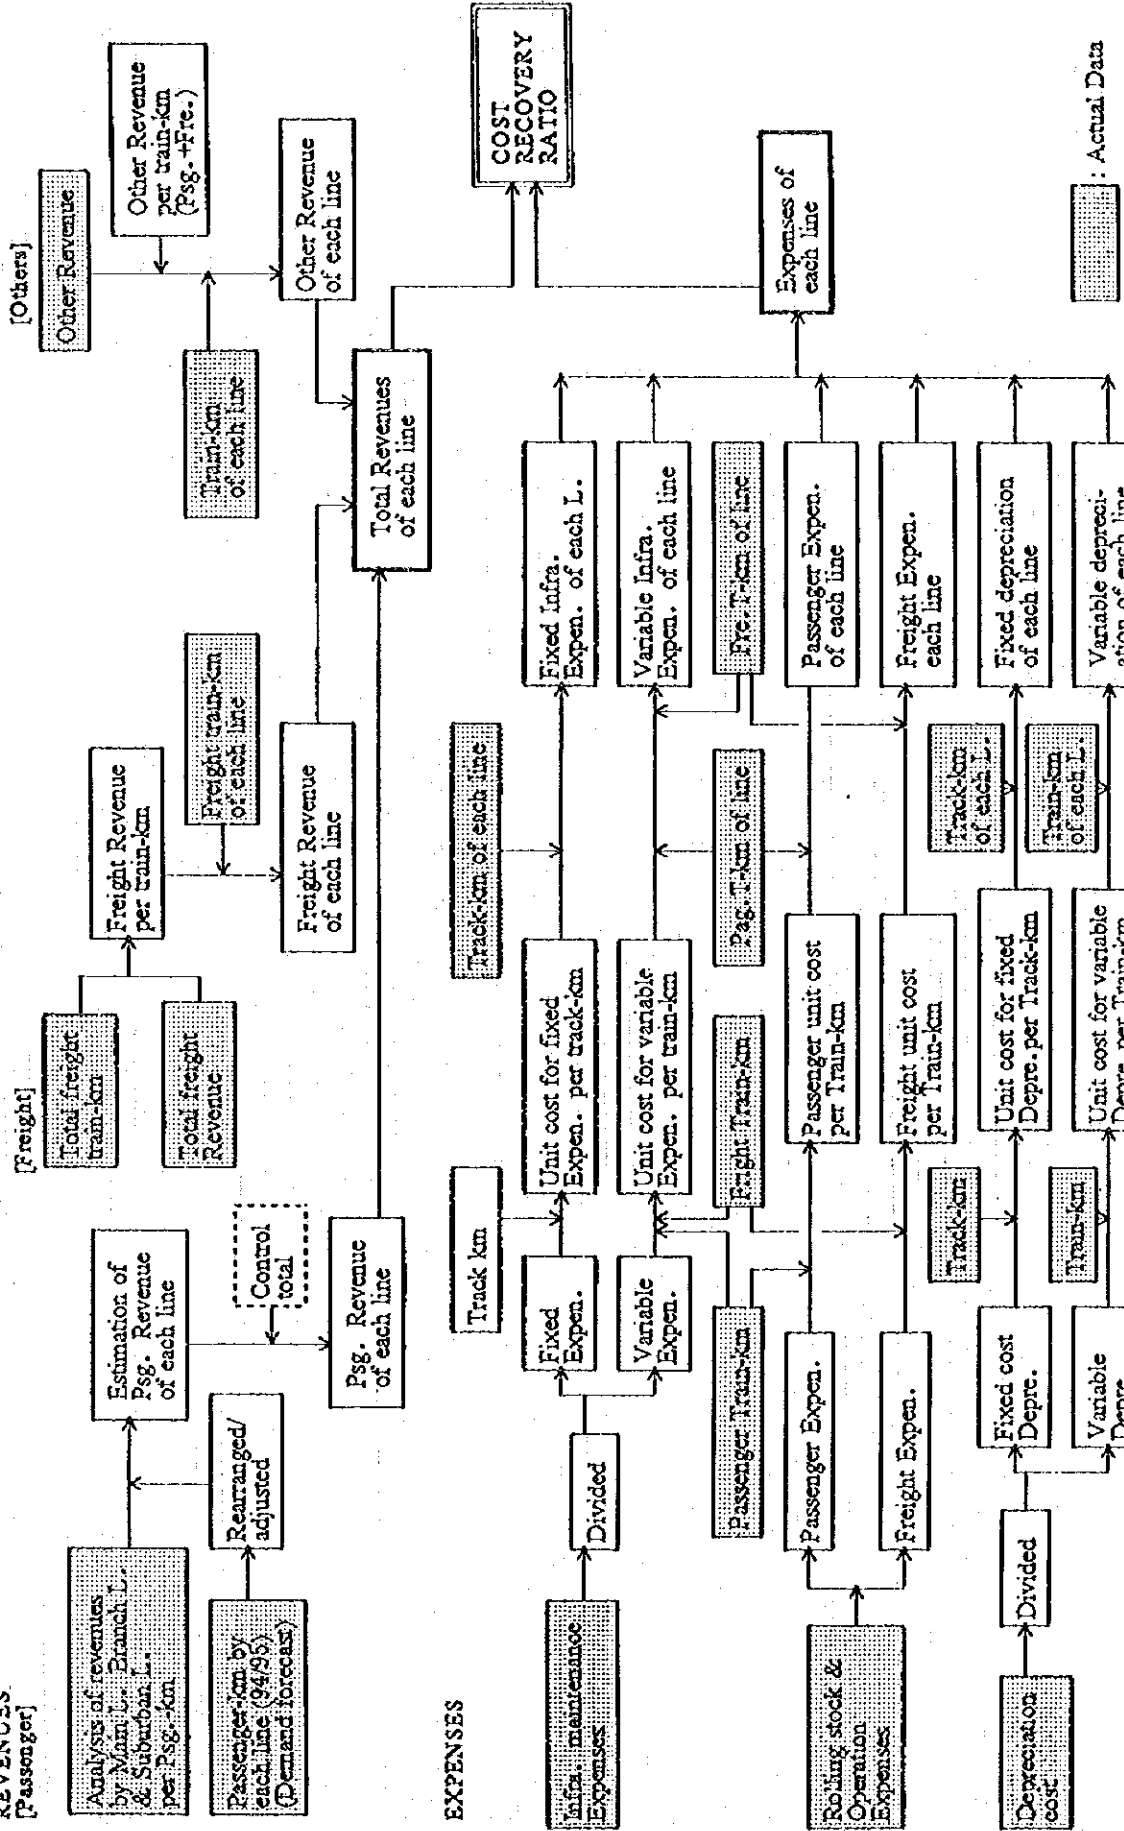 REVENUES
[Passenger]
Analysis of revenues
by Main L. Branch L.
& Suburban L.
per Psg.-km
Passenger-km by
each line (94/95)
(Demand forecast)
Rearranged/
adjusted
Estimation of
Psg. Revenue
of each line
Control
total
Psg. Revenue
of each line
[Freight]
Total freight
train-km
Total freight
Revenue
Freight Revenue
per train-km
Freight train-km
of each line
Freight Revenue
of each line
[Others]
Other Revenue
Other Revenue
per train-km
(Psg.+Fre.)
Train-km
of each line
Other Revenue
of each line
Total Revenues
of each line
COST
RECOVERY
RATIO
EXPENSES
Infra. maintenance
Expenses
Divided
Fixed
Expen.
Variable
Expen.
Track km
Unit cost for fixed
Expen. per track-km
Unit cost for variable
Expen. per train-km
Track-km of each line
Fixed Infra.
Expen. of each L.
Variable Infra.
Expen. of each line
Passenger Train-km
Fright Train-km
Pag. T-km of line
Fre. T-km of line
Rolling stock &
Operation
Expenses
Passenger Expen.
Freight Expen.
Passenger unit cost
per Train-km
Freight unit cost
per Train-km
Passenger Expen.
of each line
Freight Expen.
each line
Expenses of
each line
Depreciation
cost
Divided
Fixed cost
Depre.
Variable
Depre.
Track-km
Train-km
Unit cost for fixed
Depre. per Track-km
Unit cost for variable
Depre. per Train-km
Track-km
of each L.
Train-km
of each L.
Fixed depreciation
of each line
Variable depreci-
ation of each line
: Actual Data